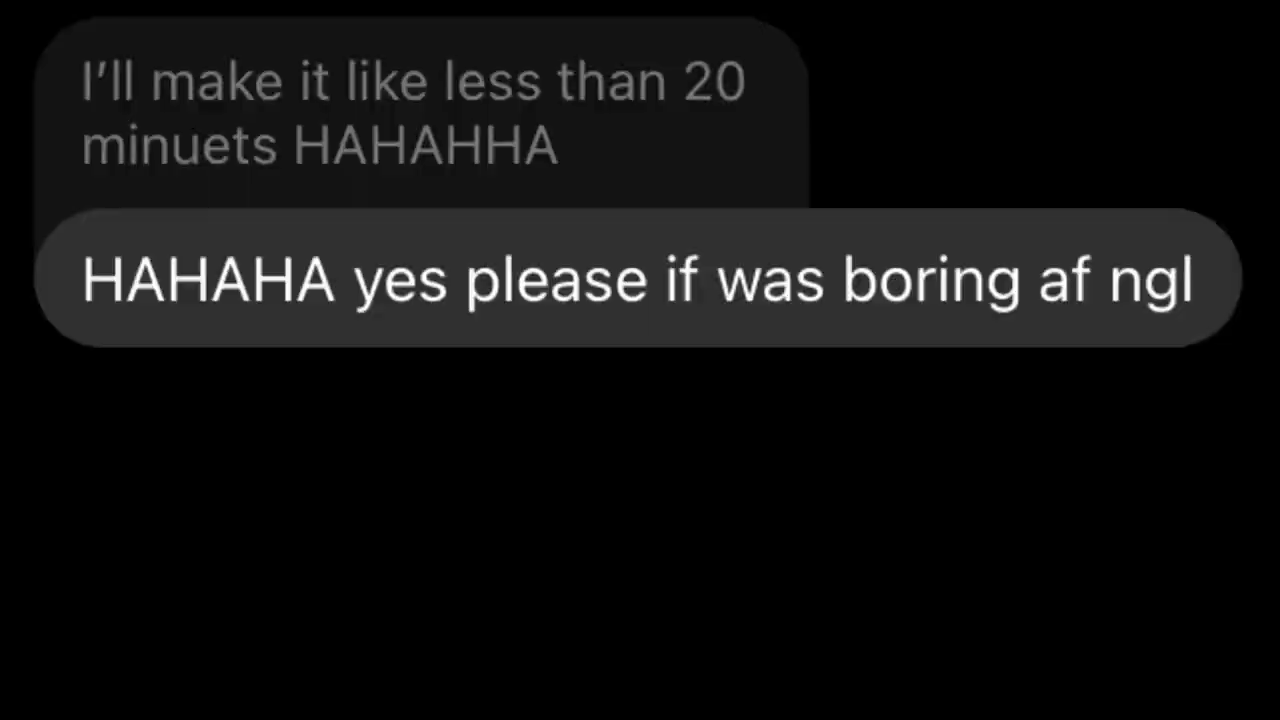 I’ll make it like less than 20
minuets HAHAHHA
HAHAHA yes please if was boring af ngl